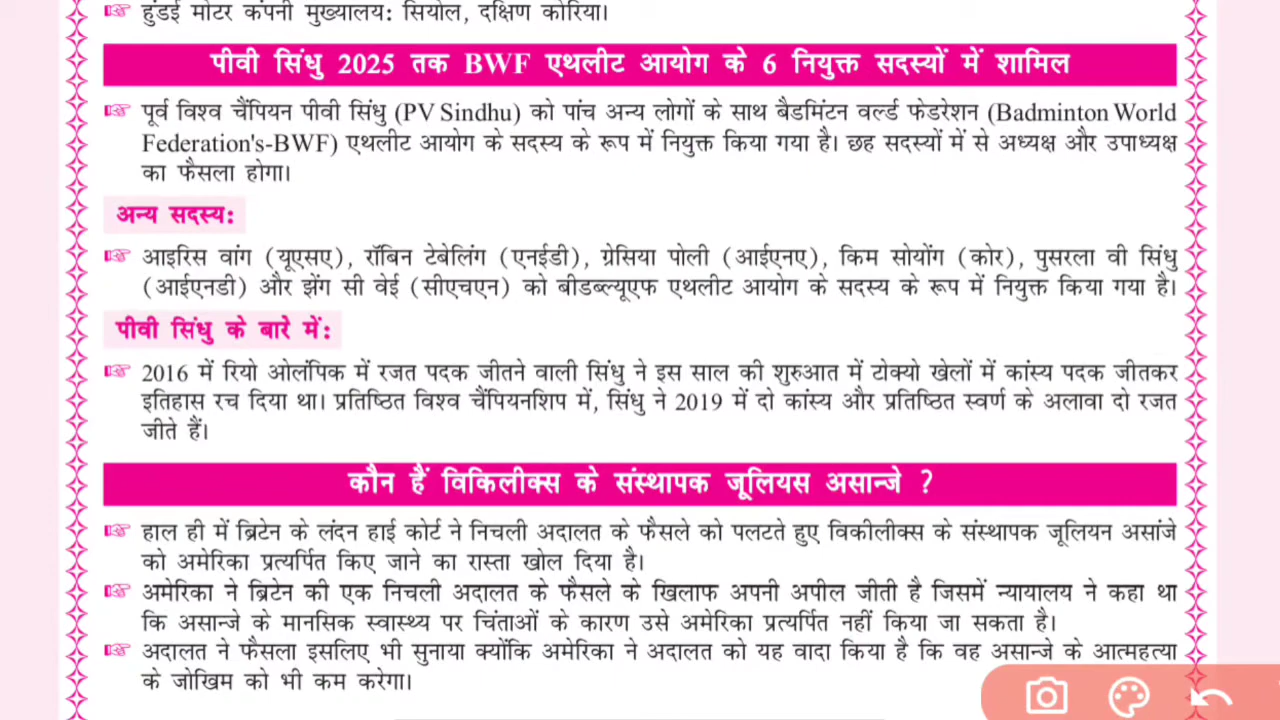 हुंडई मोटर कंपनी मुख्यालय: सियोल, दक्षिण कोरिया।
पीवी सिंधु 2025 तक BWF एथलीट आयोग के 6 नियुक्त सदस्यों में शामिल
पूर्व विश्व चैंपियन पीवी सिंधु (PV Sindhu) को पांच अन्य लोगों के साथ बैडमिंटन वर्ल्ड फेडरेशन (Badminton World
Federation's-BWF) एथलीट आयोग के सदस्य के रूप में नियुक्त किया गया है। छह सदस्यों में से अध्यक्ष और उपाध्यक्ष
का फैसला होगा।
अन्य सदस्य:
आइरिस वांग (यूएसए), रॉबिन टेबेलिंग (एनईडी), ग्रेसिया पोली (आईएनए), किम सोयोंग (कोर), पुसरला वी सिंधु
(आईएनडी) और झेंग सी वेई (सीएचएन) को बीडब्ल्यूएफ एथलीट आयोग के सदस्य के रूप में नियुक्त किया गया है।
पीवी सिंधु के बारे में:
2016 में रियो ओलंपिक में रजत पदक जीतने वाली सिंधु ने इस साल की शुरुआत में टोक्यो खेलों में कांस्य पदक जीतकर
इतिहास रच दिया था। प्रतिष्ठित विश्व चैंपियनशिप में, सिंधु ने 2019 में दो कांस्य और प्रतिष्ठित स्वर्ण के अलावा दो रजत
जीते हैं।
कौन हैं विकिलीक्स के संस्थापक जूलियस असान्जे ?
हाल ही में ब्रिटेन के लंदन हाई कोर्ट ने निचली अदालत के फैसले को पलटते हुए विकीलीक्स के संस्थापक जूलियन असांजे
को अमेरिका प्रत्यर्पित किए जाने का रास्ता खोल दिया है।
अमेरिका ने ब्रिटेन की एक निचली अदालत के फैसले के खिलाफ अपनी अपील जीती है जिसमें न्यायालय ने कहा था
कि असान्जे के मानसिक स्वास्थ्य पर चिंताओं के कारण उसे अमेरिका प्रत्यर्पित नहीं किया जा सकता है।
अदालत ने फैसला इसलिए भी सुनाया क्योंकि अमेरिका ने अदालत को यह वादा किया है कि वह असान्जे के आत्महत्या
के जोखिम को भी कम करेगा।